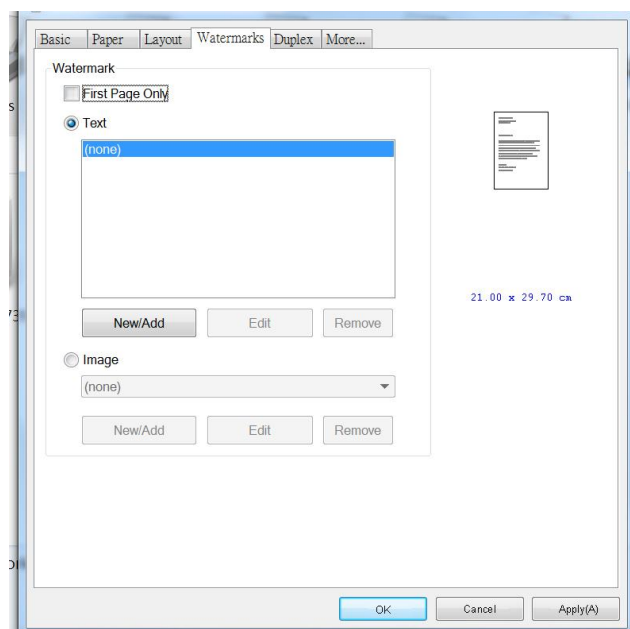 Basic Paper Layout Watermarks Duplex More...
Watermark
First Page Only
Text
(none)
21.00 x 29.70 cm
New/Add Edit Remove
Image
(none)
New/Add Edit Remove
OK Cancel Apply(A)